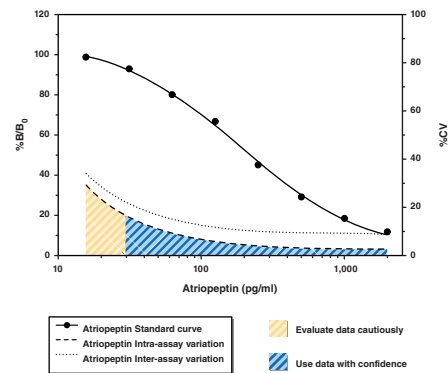 120
100
80
60
40
20
0
%B/B0
100
80
60
40
20
0
%CV
10
100
1,000
Atriopeptin (pg/ml)
Atriopeptin Standard curve
Atriopeptin Intra-assay variation
Atriopeptin Inter-assay variation
Evaluate data cautiously
Use data with confidence